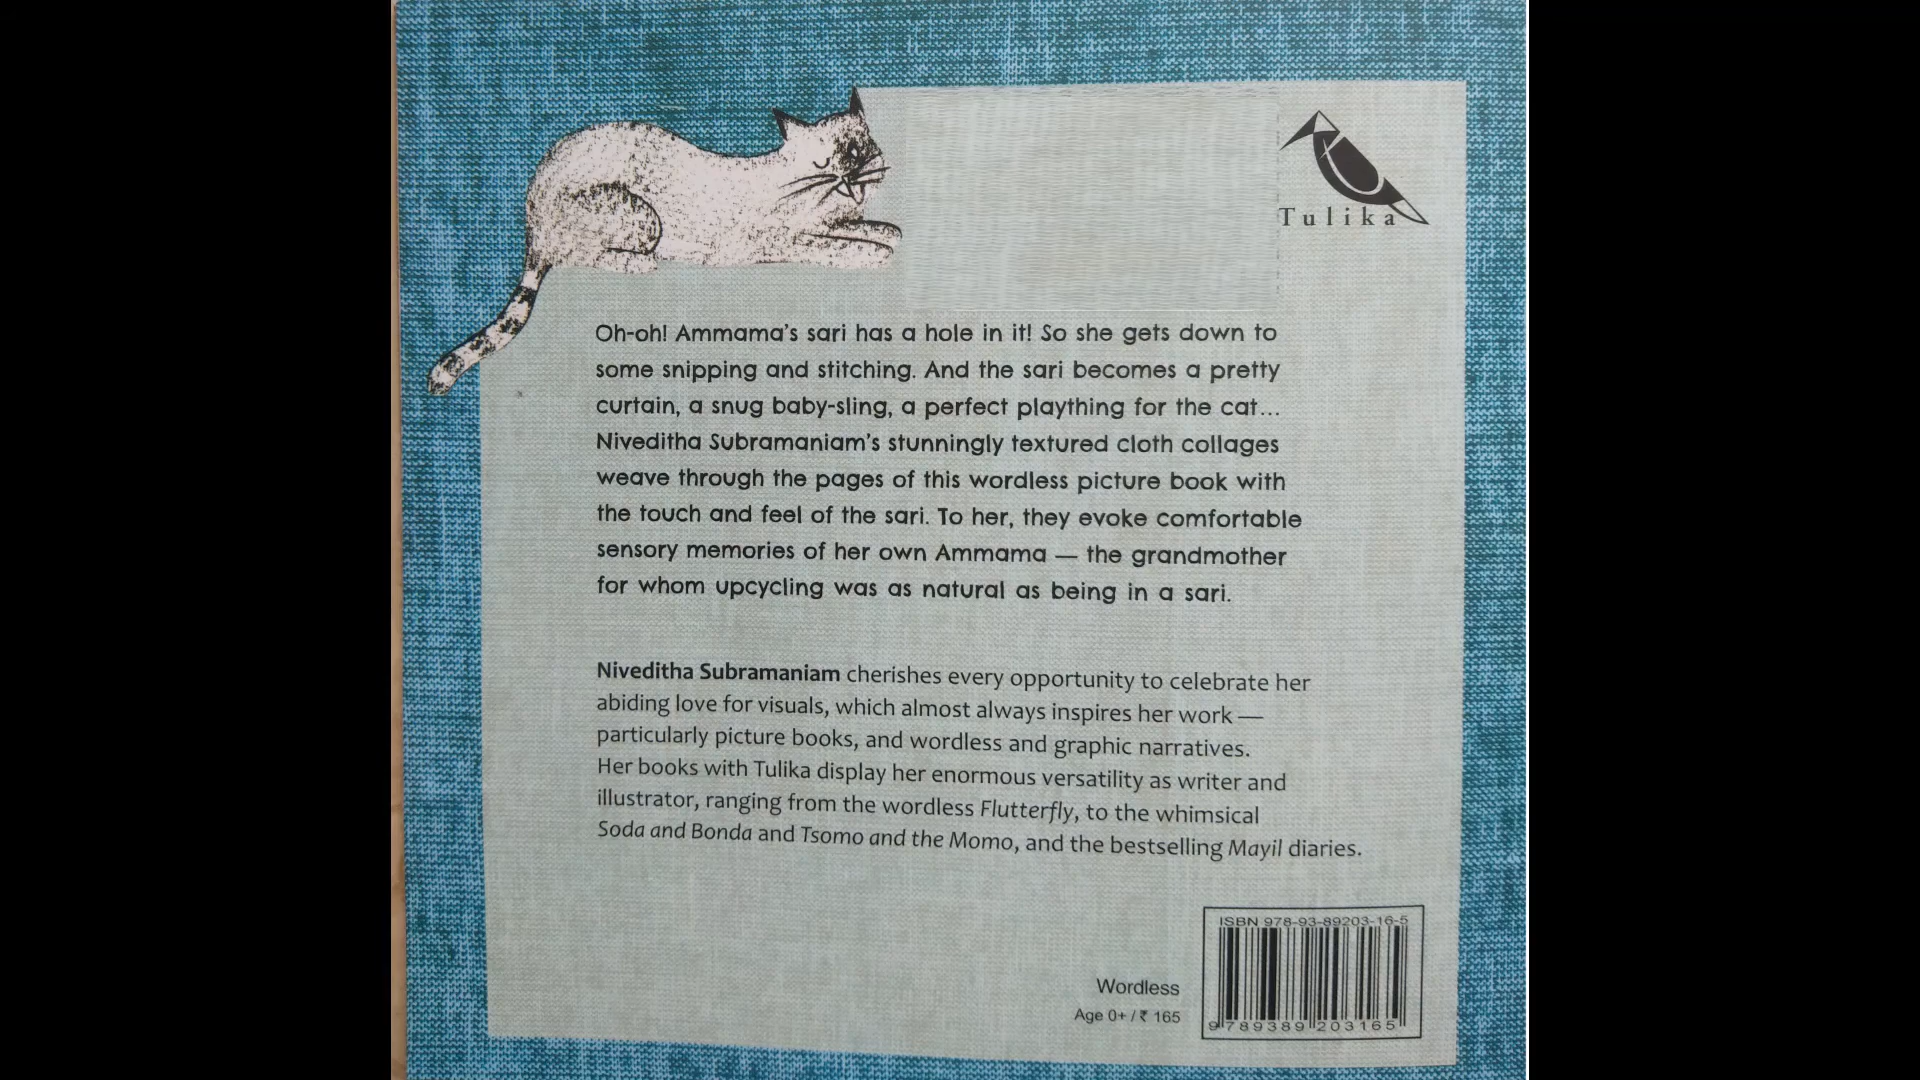 Tulika
Oh-oh! Ammama's sari has a hole in it! So she gets down to
some snipping and stitching. And the sari becomes a pretty
curtain, a snug baby-sling, a perfect plaything for the cat...
Niveditha Subramaniam's stunningly textured cloth collages
weave through the pages of this wordless picture book with
the touch and feel of the sari. To her, they evoke comfortable
sensory memories of her own Ammama — the grandmother
for whom upcycling was as natural as being in a sari.
Niveditha Subramaniam cherishes every opportunity to celebrate her
abiding love for visuals, which almost always inspires her work —
particularly picture books, and wordless and graphic narratives.
Her books with Tulika display her enormous versatility as writer and
illustrator, ranging from the wordless Flutterfly, to the whimsical
Soda and Bonda and Tsomo and the Momo, and the bestselling Mayil diaries.
ISBN 978-93-89203-16-5
Wordless
Age 0+ / ₹ 165
9 789389 203165